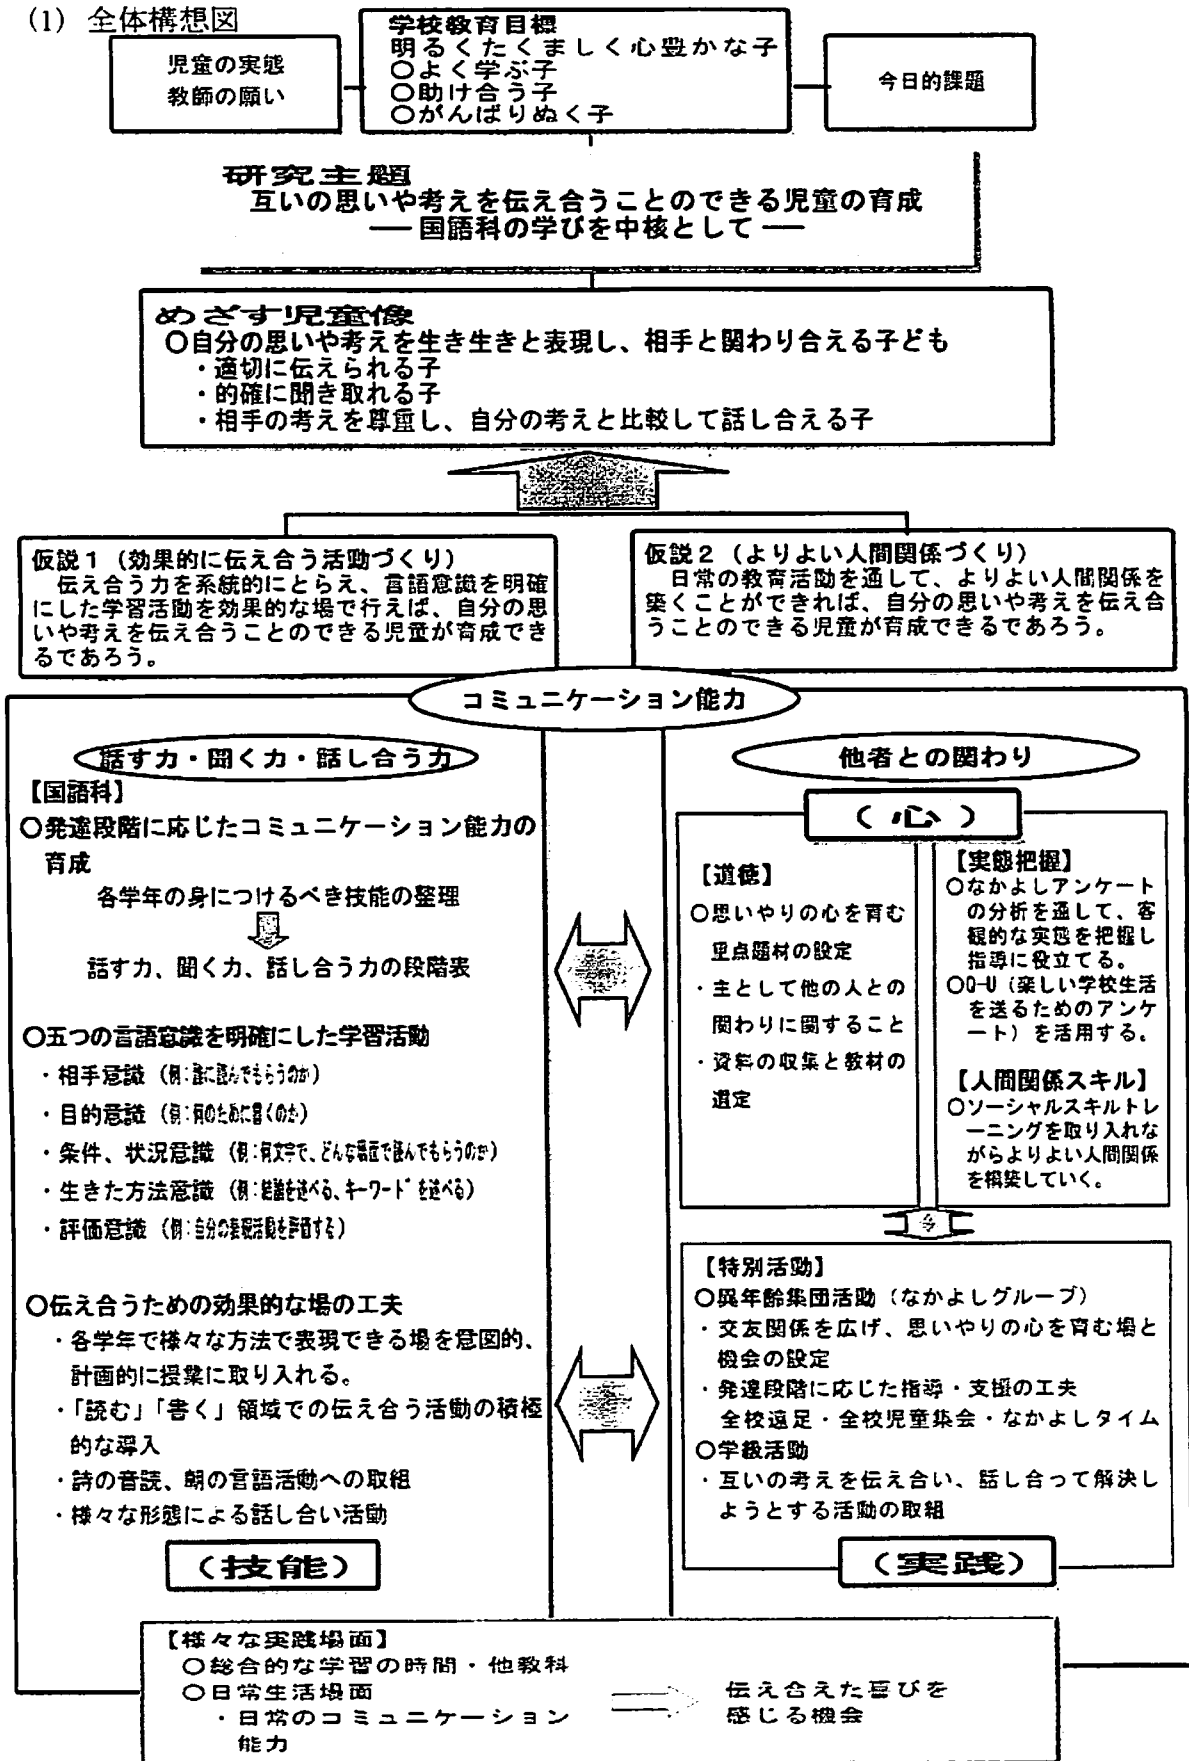 (1) 全体構想図
児童の実態
教師の願い
学校教育目標
明るくたくましく心豊かな子
○よく学ぶ子
○助け合う子
○がんばりぬく子
今日的課題
研究主題
互いの思いや考えを伝え合うことのできる児童の育成
── 国語科の学びを中核として ──
めざす児童像
○自分の思いや考えを生き生きと表現し、相手と関わり合える子ども
・適切に伝えられる子
・的確に聞き取れる子
・相手の考えを尊重し、自分の考えと比較して話し合える子
仮説1（効果的に伝え合う活動づくり）
伝え合う力を系統的にとらえ、言語意識を明確
にした学習活動を効果的な場で行えば、自分の思
いや考えを伝え合うことのできる児童が育成でき
るであろう。
仮説2（よりよい人間関係づくり）
日常の教育活動を通して、よりよい人間関係を
築くことができれば、自分の思いや考えを伝え合
うことのできる児童が育成できるであろう。
コミュニケーション能力
話す力・聞く力・話し合う力
【国語科】
○発達段階に応じたコミュニケーション能力の
育成
各学年の身につけるべき技能の整理
話す力、聞く力、話し合う力の段階表
○五つの言語意識を明確にした学習活動
・相手意識（例：誰に読んでもらうのか）
・目的意識（例：何のために書くのか）
・条件、状況意識（例：何文字で、どんな場面で読んでもらうのか）
・生きた方法意識（例：結論を述べる、キーワードを述べる）
・評価意識（例：自分の表現活動を評価する）
○伝え合うための効果的な場の工夫
・各学年で様々な方法で表現できる場を意図的、
計画的に授業に取り入れる。
・「読む」「書く」領域での伝え合う活動の積極
的な導入
・詩の音読、朝の言語活動への取組
・様々な形態による話し合い活動
（技能）
他者との関わり
（心）
【道徳】
○思いやりの心を育む
重点題材の設定
・主として他の人との
関わりに関すること
・資料の収集と教材の
選定
【実態把握】
○なかよしアンケート
の分析を通して、客
観的な実態を把握し
指導に役立てる。
○Q-U（楽しい学校生活
を送るためのアンケ
ート）を活用する。
【人間関係スキル】
○ソーシャルスキルトレ
ーニングを取り入れな
がらよりよい人間関係
を構築していく。
【特別活動】
○異年齢集団活動（なかよしグループ）
・交友関係を広げ、思いやりの心を育む場と
機会の設定
・発達段階に応じた指導・支援の工夫
全校遠足・全校児童集会・なかよしタイム
○学級活動
・互いの考えを伝え合い、話し合って解決し
ようとする活動の取組
（実践）
【様々な実践場面】
○総合的な学習の時間・他教科
○日常生活場面
・日常のコミュニケーション
能力
伝え合えた喜びを
感じる機会